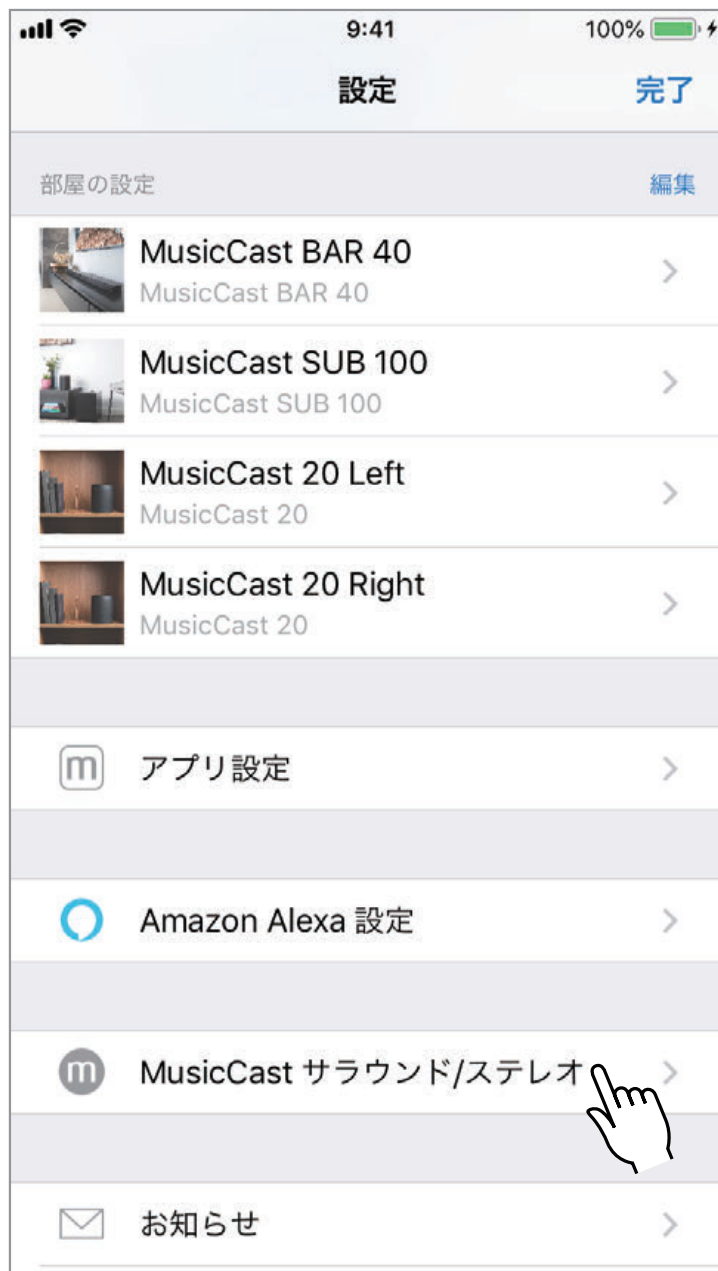 9:41
100%
設定
完了
部屋の設定
編集
MusicCast BAR 40
MusicCast BAR 40
MusicCast SUB 100
MusicCast SUB 100
MusicCast 20 Left
MusicCast 20
MusicCast 20 Right
MusicCast 20
m アプリ設定
Amazon Alexa 設定
m MusicCast サラウンド/ステレオ
お知らせ